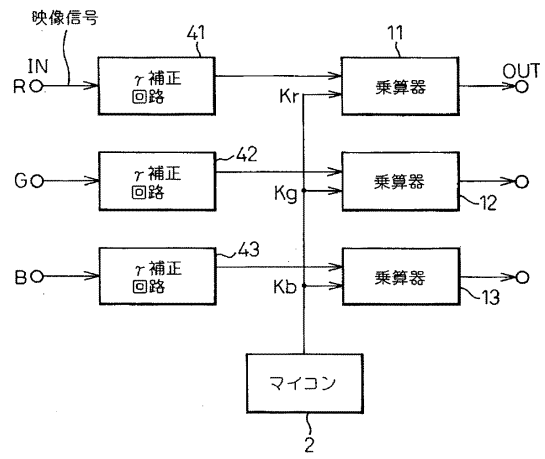 映像信号
IN
R
41
γ補正
回路
Kr
11
乗算器
OUT
G
42
γ補正
回路
Kg
乗算器
12
B
43
γ補正
回路
Kb
乗算器
13
マイコン
2